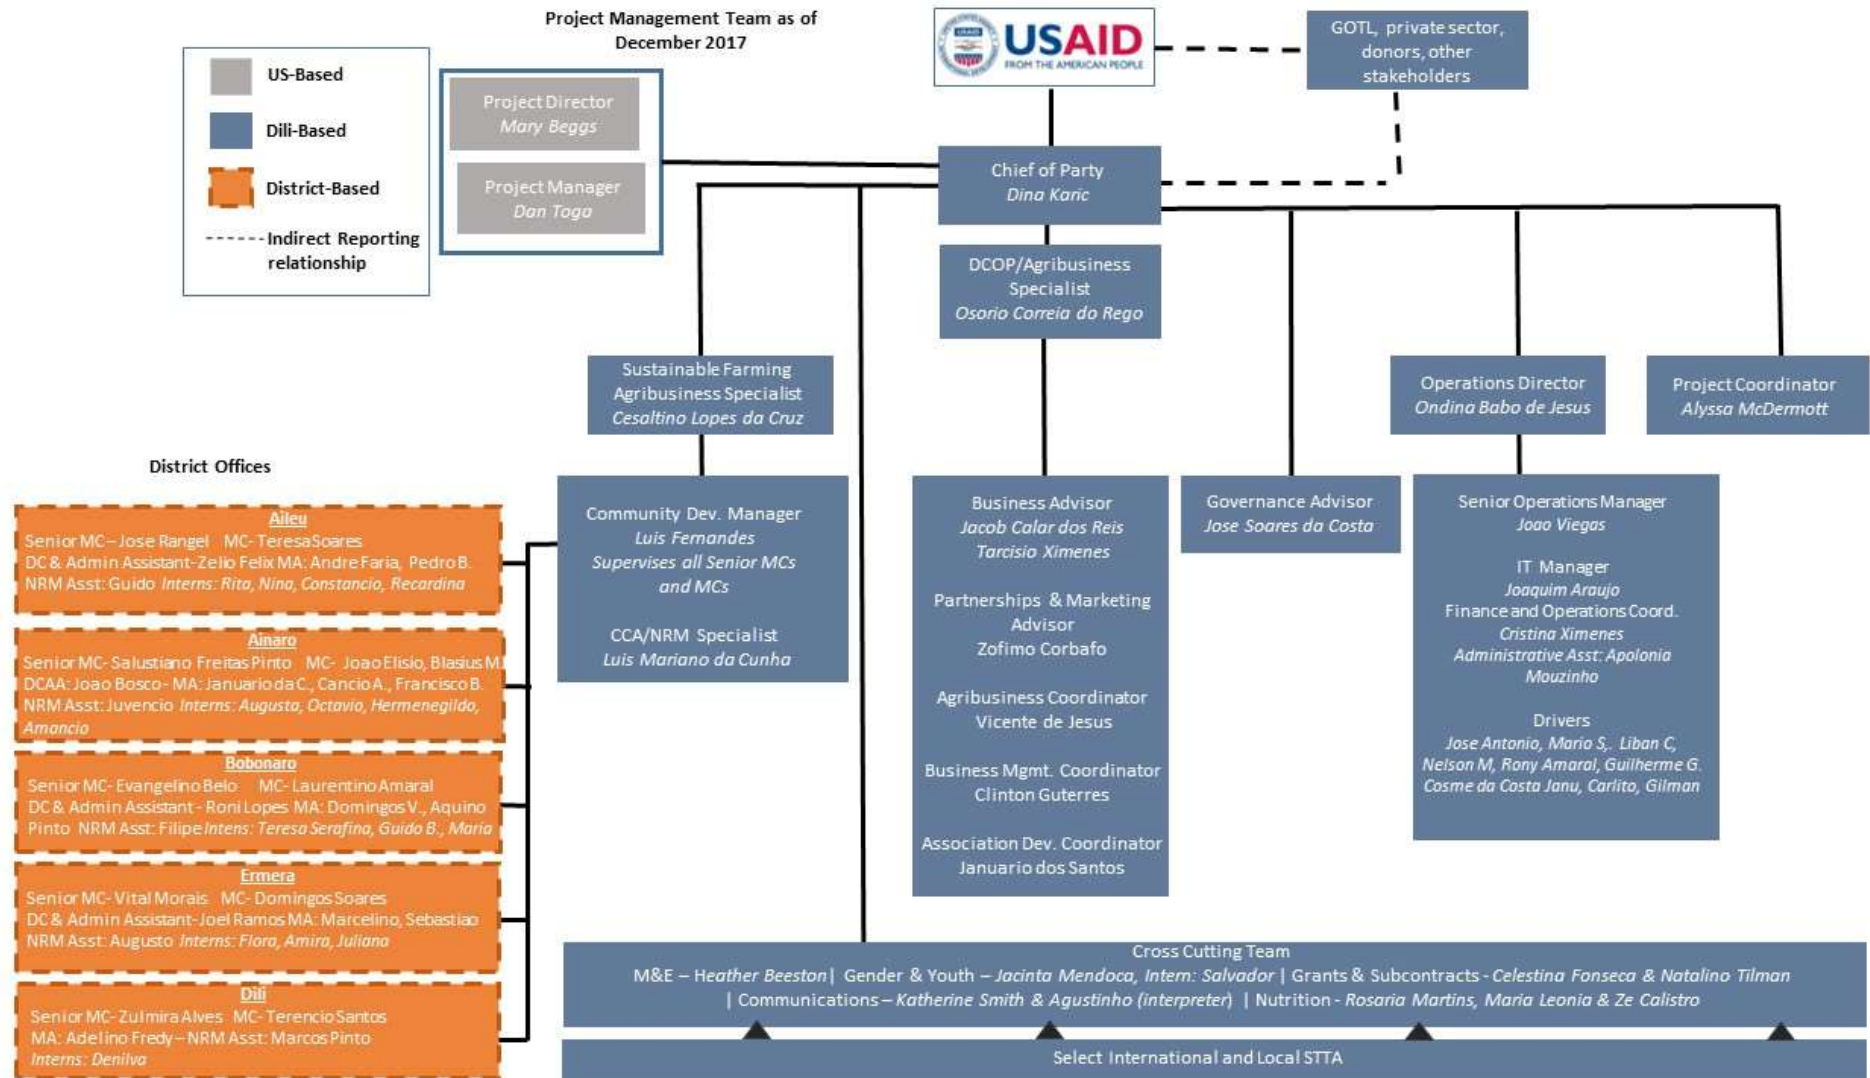 Project Management Team as of
December 2017
US-Based
Dili-Based
District-Based
Indirect Reporting
relationship
Project Director
Mary Beggs
Project Manager
Dan Toga
USAID
FROM THE AMERICAN PEOPLE
GOTL, private sector,
donors, other
stakeholders
Chief of Party
Dina Karic
DCOP/Agribusiness
Specialist
Osorio Correia do Rego
Sustainable Farming
Agribusiness Specialist
Cesaltino Lopes da Cruz
Operations Director
Ondina Babo de Jesus
Project Coordinator
Alyssa McDermott
District Offices
Aileu
Senior MC – Jose Rangel MC- Teresa Soares
DC & Admin Assistant-Zelio Felix MA: Andre Faria, Pedro B.
NRM Asst: Guido Interns: Rita, Nina, Constancio, Recardina
Ainaro
Senior MC- Salustiano Freitas Pinto MC- Joao Elisio, Blasius M.
DCAA: Joao Bosco - MA: Januario da C., Cancio A., Francisco B.
NRM Asst: Juvencio Interns: Augusta, Octavio, Hermenegildo,
Amancio
Bobonaro
Senior MC- Evangelino Belo MC- Laurentino Amaral
DC & Admin Assistant - Roni Lopes MA: Domingos V., Aquino
Pinto NRM Asst: Filipe Intens: Teresa Serafina, Guido B., Maria
Ermera
Senior MC- Vital Morais MC- Domingos Soares
DC & Admin Assistant-Joel Ramos MA: Marcelino, Sebastiao
NRM Asst: Augusto Interns: Flora, Amira, Juliana
Dili
Senior MC- Zulmira Alves MC- Terencio Santos
MA: Adelino Fredy – NRM Asst: Marcos Pinto
Interns: Denilva
Community Dev. Manager
Luis Fernandes
Supervises all Senior MCs
and MCs
CCA/NRM Specialist
Luis Mariano da Cunha
Business Advisor
Jacob Calar dos Reis
Tarcisio Ximenes
Partnerships & Marketing
Advisor
Zofimo Corbafo
Agribusiness Coordinator
Vicente de Jesus
Business Mgmt. Coordinator
Clinton Guterres
Association Dev. Coordinator
Januario dos Santos
Governance Advisor
Jose Soares da Costa
Senior Operations Manager
Joao Viegas
IT Manager
Joaquim Araujo
Finance and Operations Coord.
Cristina Ximenes
Administrative Asst: Apolonia
Mouzinho
Drivers
Jose Antonio, Mario S,. Liban C,
Nelson M, Rony Amaral, Guilherme G.
Cosme da Costa Janu, Carlito, Gilman
Cross Cutting Team
M&E – Heather Beeston | Gender & Youth – Jacinta Mendoca, Intern: Salvador | Grants & Subcontracts - Celestina Fonseca & Natalino Tilman
| Communications – Katherine Smith & Agustinho (interpreter) | Nutrition - Rosaria Martins, Maria Leonia & Ze Calistro
Select International and Local STTA